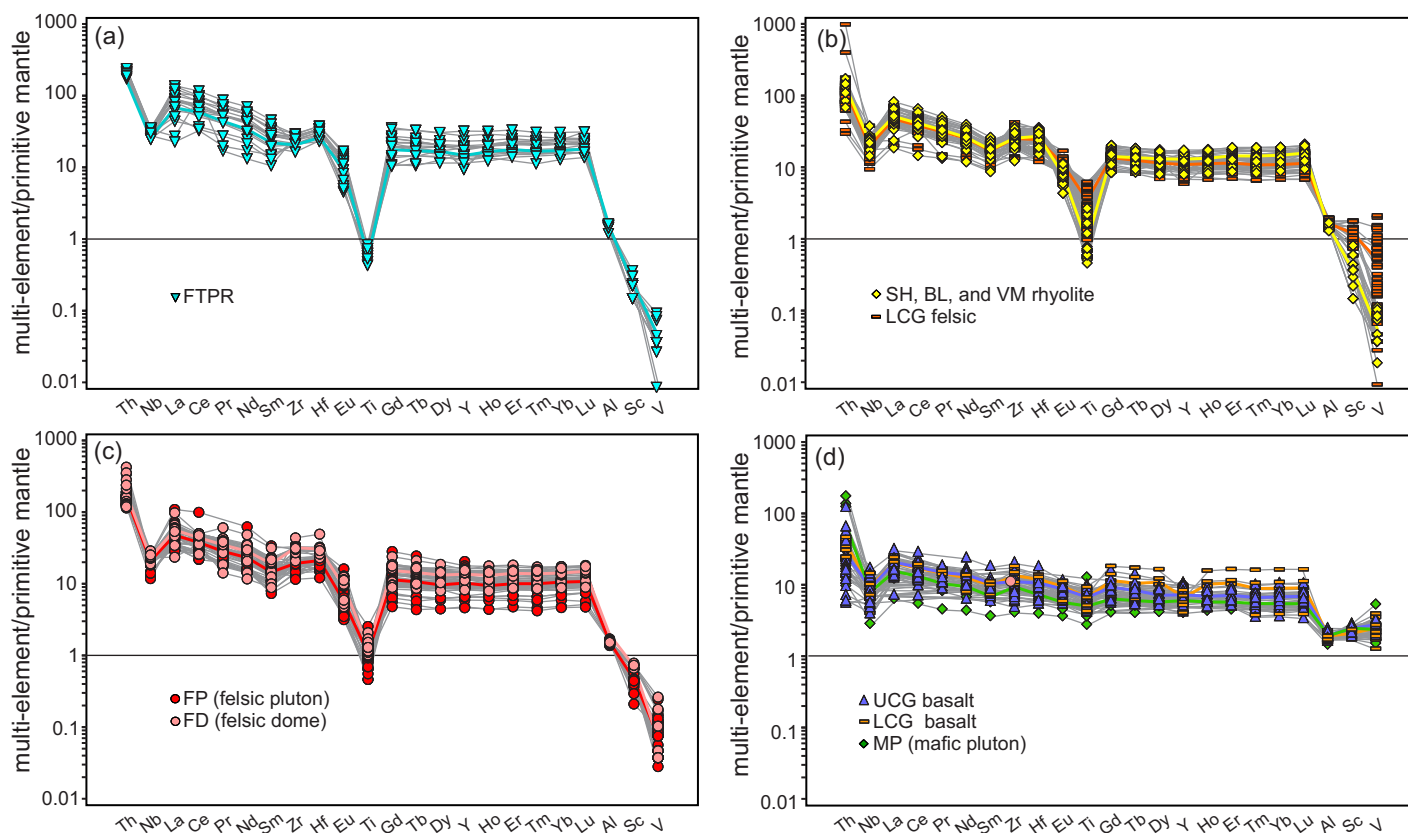 multi-element/primitive mantle
1000
100
10
1
0.1
0.01
(a)
FTPR
Th Nb La Ce Pr Nd Sm Zr Hf Eu Ti Gd Tb Dy Y Ho Er Tm Yb Lu Al Sc V
multi-element/primitive mantle
1000
100
10
1
0.1
0.01
(b)
SH, BL, and VM rhyolite
LCG felsic
Th Nb La Ce Pr Nd Sm Zr Hf Eu Ti Gd Tb Dy Y Ho Er Tm Yb Lu Al Sc V
multi-element/primitive mantle
1000
100
10
1
0.1
0.01
(c)
FP (felsic pluton)
FD (felsic dome)
Th Nb La Ce Pr Nd Sm Zr Hf Eu Ti Gd Tb Dy Y Ho Er Tm Yb Lu Al Sc V
multi-element/primitive mantle
1000
100
10
1
0.1
0.01
(d)
UCG basalt
LCG basalt
MP (mafic pluton)
Th Nb La Ce Pr Nd Sm Zr Hf Eu Ti Gd Tb Dy Y Ho Er Tm Yb Lu Al Sc V